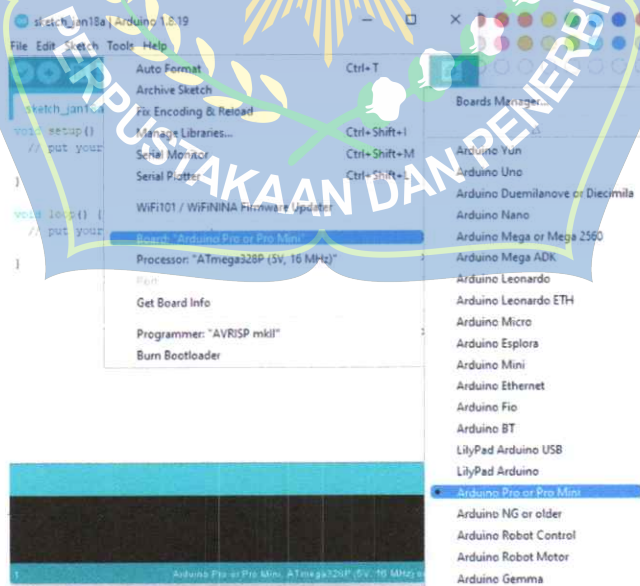 sketch_jan18a | Arduino 1.8.19
File Edit Sketch Tools Help
sketch_jan18a
void setup() {
// put your
}
void loop() {
// put your
}
Auto Format Ctrl+T
Archive Sketch
Fix Encoding & Reload
Manage Libraries... Ctrl+Shift+I
Serial Monitor Ctrl+Shift+M
Serial Plotter Ctrl+Shift+L
WiFi101 / WiFiNINA Firmware Updater
Board: "Arduino Pro or Pro Mini"
Processor: "ATmega328P (5V, 16 MHz)"
Port
Get Board Info
Programmer: "AVRISP mkII"
Burn Bootloader
Boards Manager...
Arduino Yun
Arduino Uno
Arduino Duemilanove or Diecimila
Arduino Nano
Arduino Mega or Mega 2560
Arduino Mega ADK
Arduino Leonardo
Arduino Leonardo ETH
Arduino Micro
Arduino Esplora
Arduino Mini
Arduino Ethernet
Arduino Fio
Arduino BT
LilyPad Arduino USB
LilyPad Arduino
Arduino Pro or Pro Mini
Arduino NG or older
Arduino Robot Control
Arduino Robot Motor
Arduino Gemma
1 Arduino Pro or Pro Mini, ATmega328P (5V, 16 MHz)
PERPUSTAKAAN DAN